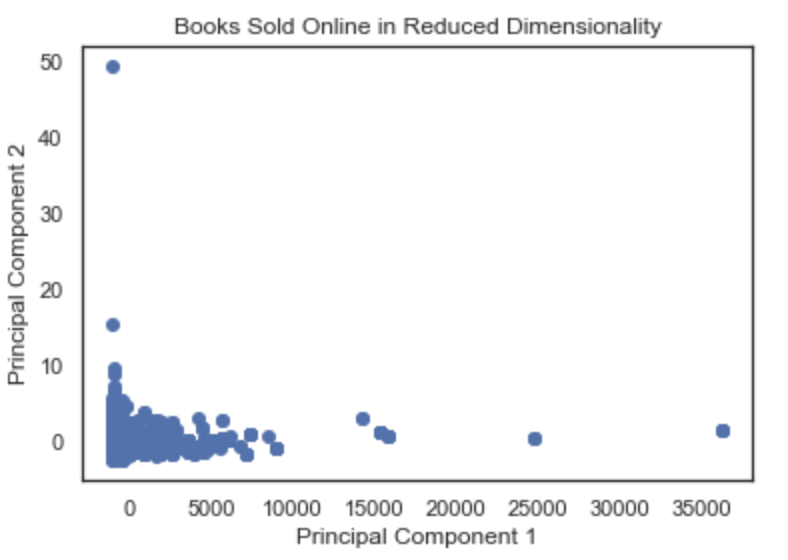 Books Sold Online in Reduced Dimensionality
50
40
30
20
10
0
Principal Component 2
0 5000 10000 15000 20000 25000 30000 35000
Principal Component 1